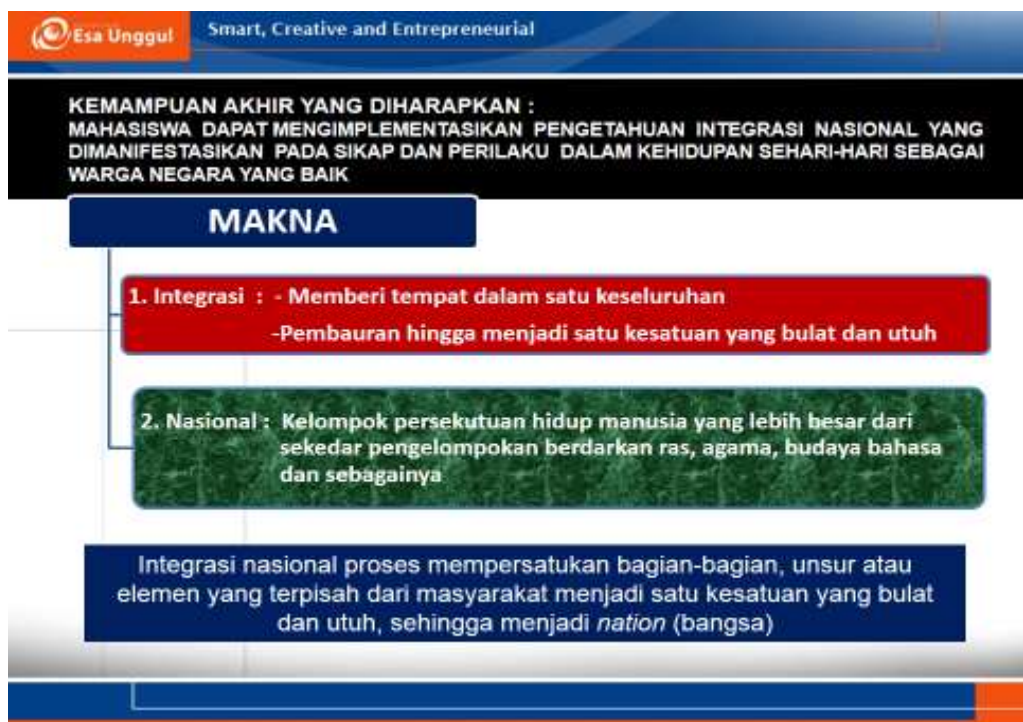 Esa Unggul
Smart, Creative and Entrepreneurial
KEMAMPUAN AKHIR YANG DIHARAPKAN :
MAHASISWA DAPAT MENGIMPLEMENTASIKAN PENGETAHUAN INTEGRASI NASIONAL YANG
DIMANIFESTASIKAN PADA SIKAP DAN PERILAKU DALAM KEHIDUPAN SEHARI-HARI SEBAGAI
WARGA NEGARA YANG BAIK
MAKNA
1. Integrasi : - Memberi tempat dalam satu keseluruhan
-Pembauran hingga menjadi satu kesatuan yang bulat dan utuh
2. Nasional : Kelompok persekutuan hidup manusia yang lebih besar dari
sekedar pengelompokan berdarkan ras, agama, budaya bahasa
dan sebagainya
Integrasi nasional proses mempersatukan bagian-bagian, unsur atau
elemen yang terpisah dari masyarakat menjadi satu kesatuan yang bulat
dan utuh, sehingga menjadi nation (bangsa)